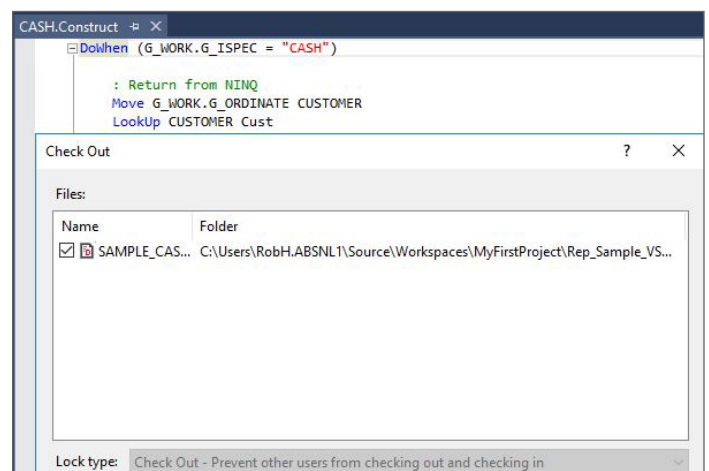 CASH.Construct
DoWhen (G_WORK.G_ISPEC = "CASH")
: Return from NINQ
Move G_WORK.G_ORDINATE CUSTOMER
LookUp CUSTOMER Cust
Check Out ? ×
Files:
Name Folder
SAMPLE_CAS... C:\Users\RobH.ABSNL1\Source\Workspaces\MyFirstProject\Rep_Sample_VS...
Lock type: Check Out - Prevent other users from checking out and checking in